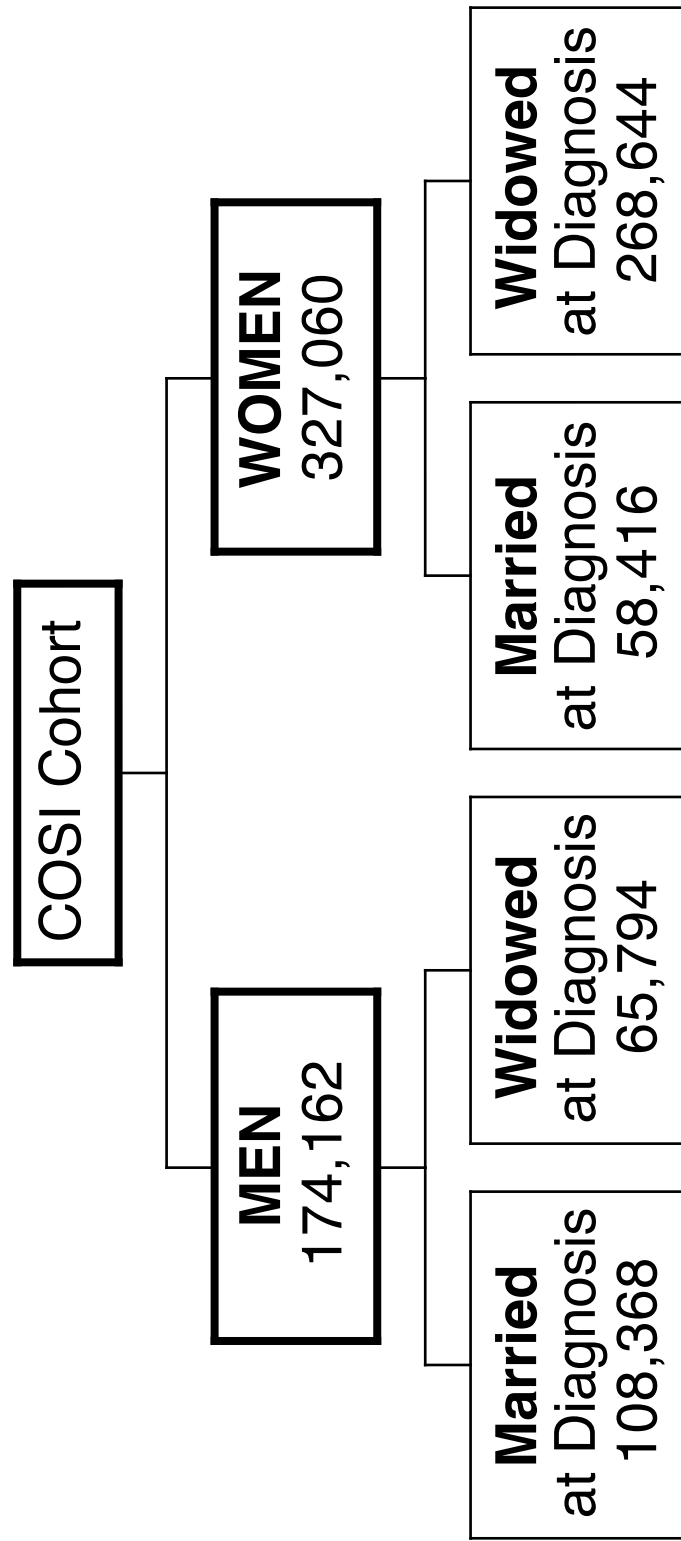 COSI Cohort
MEN
174,162
WOMEN
327,060
Married
at Diagnosis
108,368
Widowed
at Diagnosis
65,794
Married
at Diagnosis
58,416
Widowed
at Diagnosis
268,644